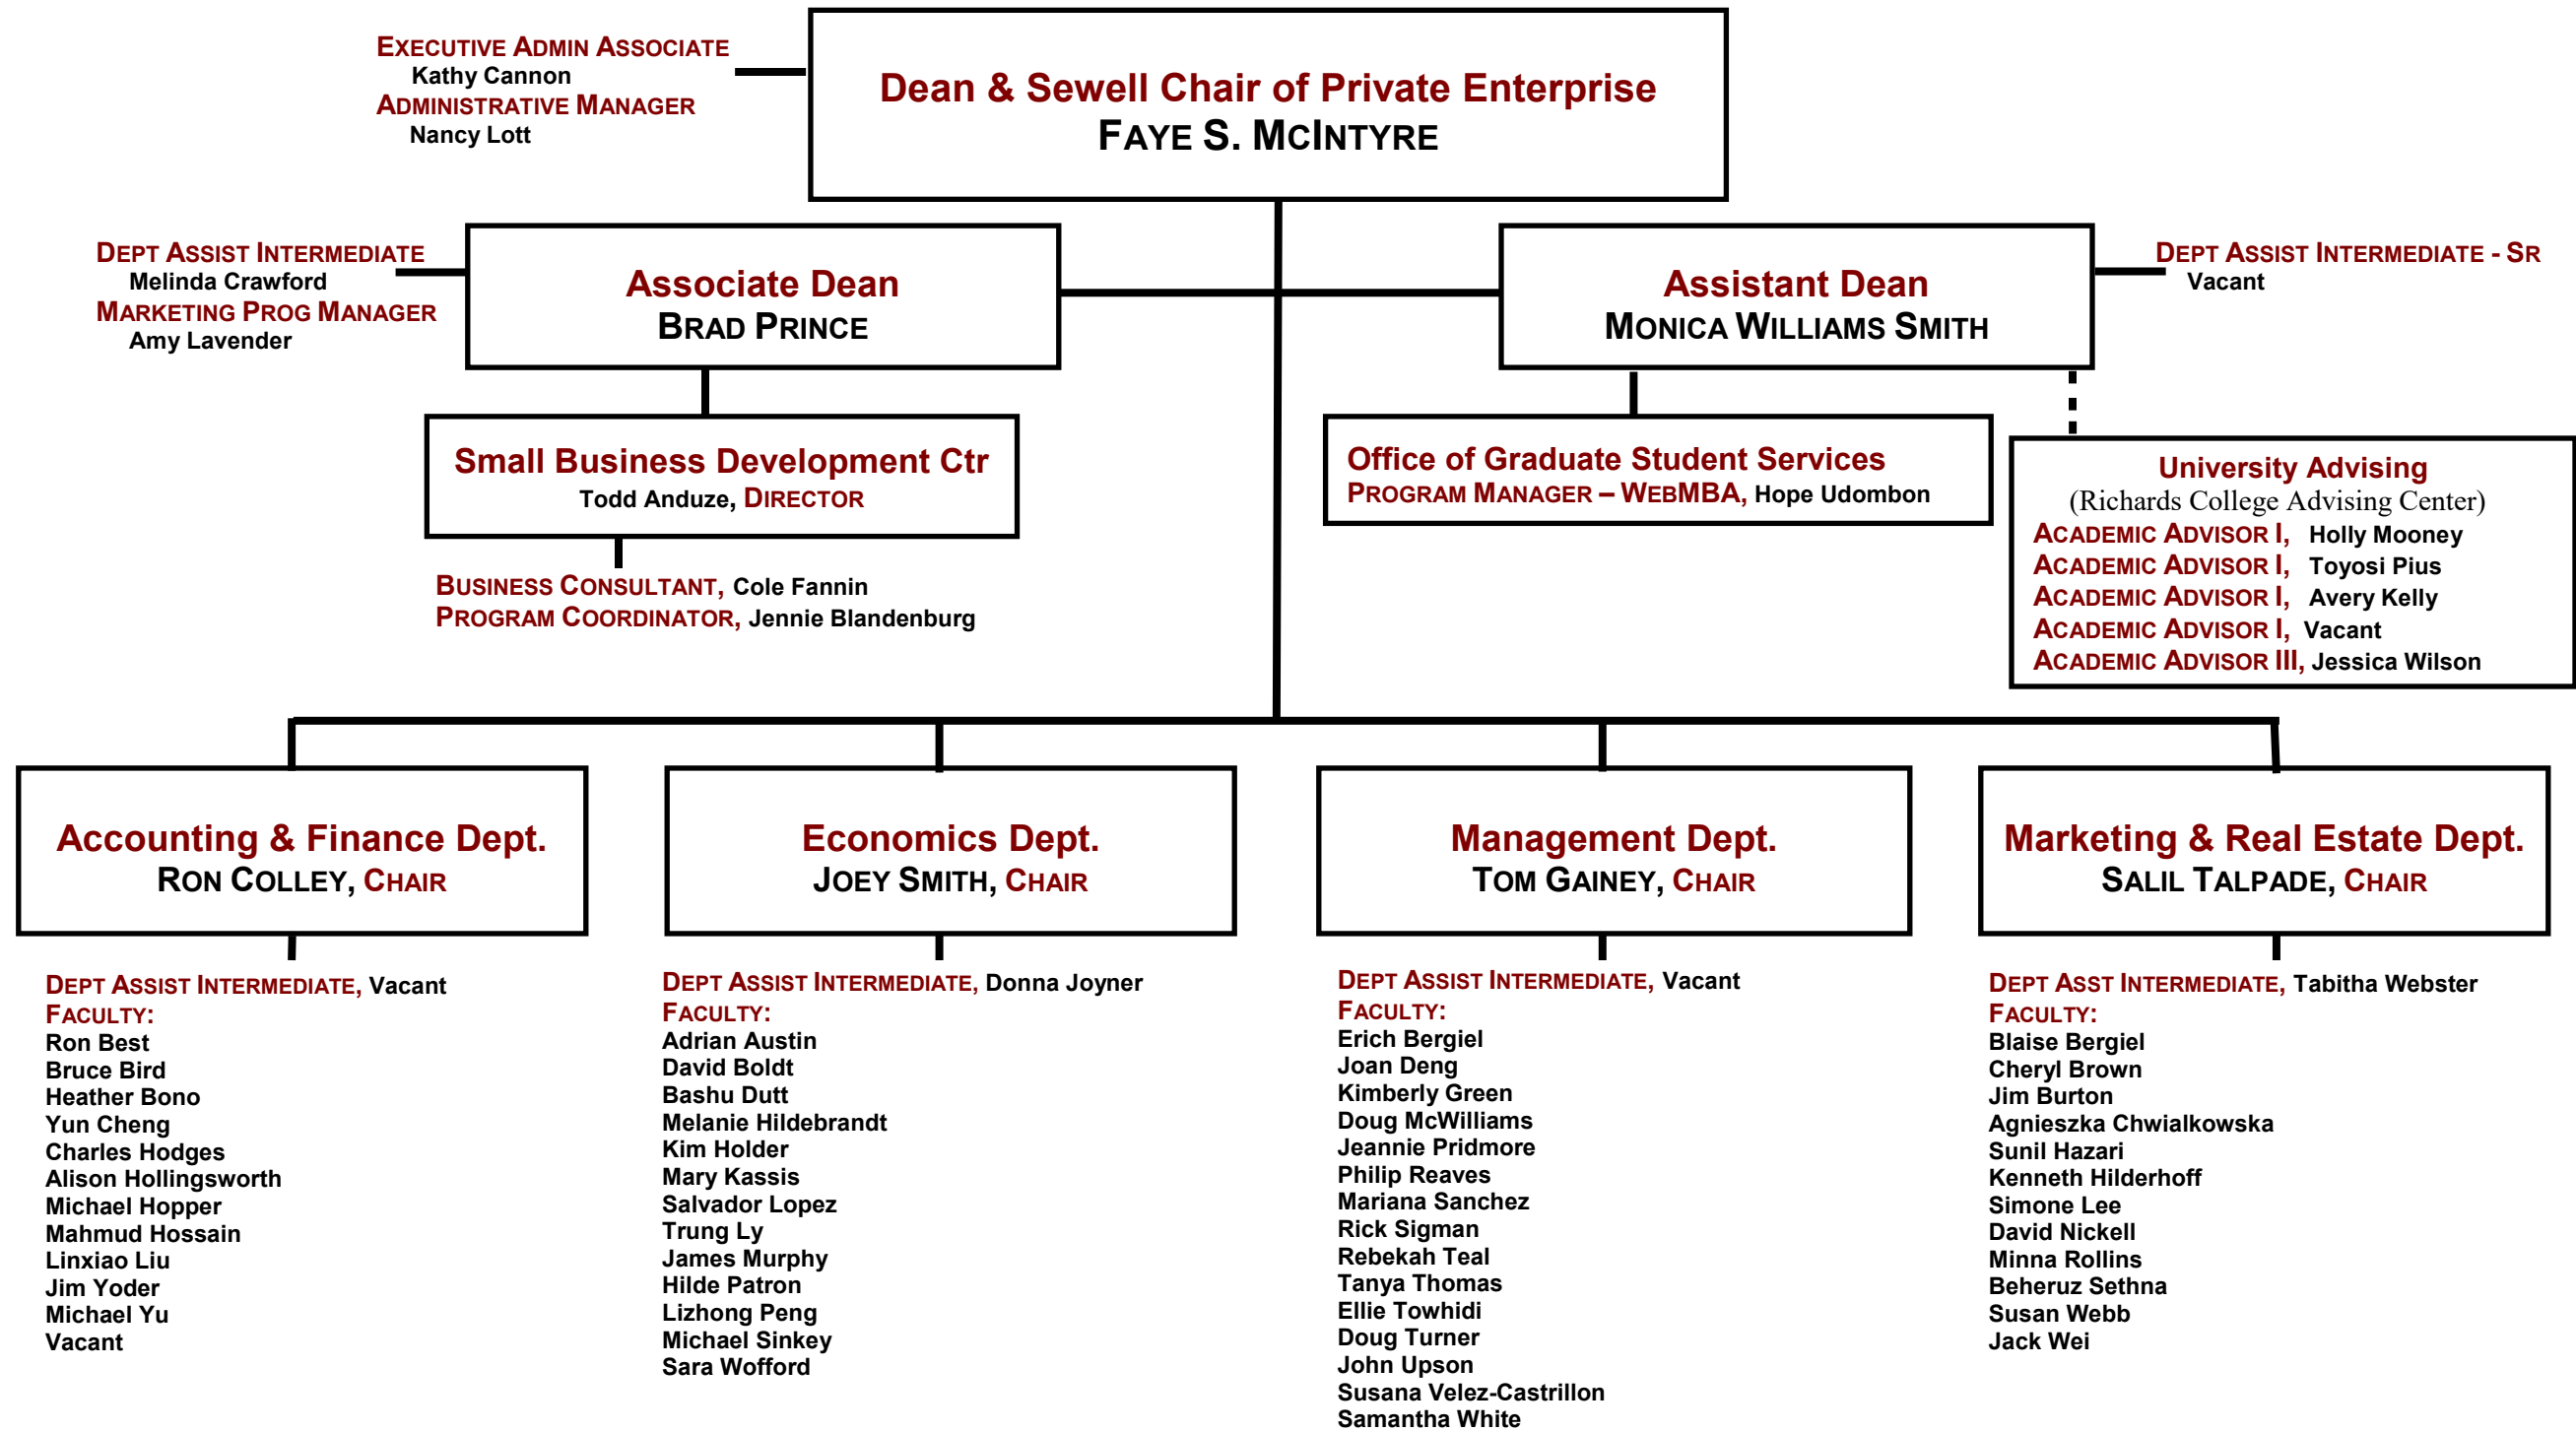 EXECUTIVE ADMIN ASSOCIATE
Kathy Cannon
ADMINISTRATIVE MANAGER
Nancy Lott
Dean & Sewell Chair of Private Enterprise
FAYE S. MCINTYRE
DEPT ASSIST INTERMEDIATE
Melinda Crawford
MARKETING PROG MANAGER
Amy Lavender
Associate Dean
BRAD PRINCE
Assistant Dean
MONICA WILLIAMS SMITH
DEPT ASSIST INTERMEDIATE - SR
Vacant
Small Business Development Ctr
Todd Anduze, DIRECTOR
BUSINESS CONSULTANT, Cole Fannin
PROGRAM COORDINATOR, Jennie Blandenburg
Office of Graduate Student Services
PROGRAM MANAGER – WEBMBA, Hope Udombon
University Advising
(Richards College Advising Center)
ACADEMIC ADVISOR I, Holly Mooney
ACADEMIC ADVISOR I, Toyosi Pius
ACADEMIC ADVISOR I, Avery Kelly
ACADEMIC ADVISOR I, Vacant
ACADEMIC ADVISOR III, Jessica Wilson
Accounting & Finance Dept.
RON COLLEY, CHAIR
DEPT ASSIST INTERMEDIATE, Vacant
FACULTY:
Ron Best
Bruce Bird
Heather Bono
Yun Cheng
Charles Hodges
Alison Hollingsworth
Michael Hopper
Mahmud Hossain
Linxiao Liu
Jim Yoder
Michael Yu
Vacant
Economics Dept.
JOEY SMITH, CHAIR
DEPT ASSIST INTERMEDIATE, Donna Joyner
FACULTY:
Adrian Austin
David Boldt
Bashu Dutt
Melanie Hildebrandt
Kim Holder
Mary Kassis
Salvador Lopez
Trung Ly
James Murphy
Hilde Patron
Lizhong Peng
Michael Sinkey
Sara Wofford
Management Dept.
TOM GAINEY, CHAIR
DEPT ASSIST INTERMEDIATE, Vacant
FACULTY:
Erich Bergiel
Joan Deng
Kimberly Green
Doug McWilliams
Jeannie Pridmore
Philip Reaves
Mariana Sanchez
Rick Sigman
Rebekah Teal
Tanya Thomas
Ellie Towhidi
Doug Turner
John Upson
Susana Velez-Castrillon
Samantha White
Marketing & Real Estate Dept.
SALIL TALPADE, CHAIR
DEPT ASST INTERMEDIATE, Tabitha Webster
FACULTY:
Blaise Bergiel
Cheryl Brown
Jim Burton
Agnieszka Chwialkowska
Sunil Hazari
Kenneth Hilderhoff
Simone Lee
David Nickell
Minna Rollins
Beheruz Sethna
Susan Webb
Jack Wei